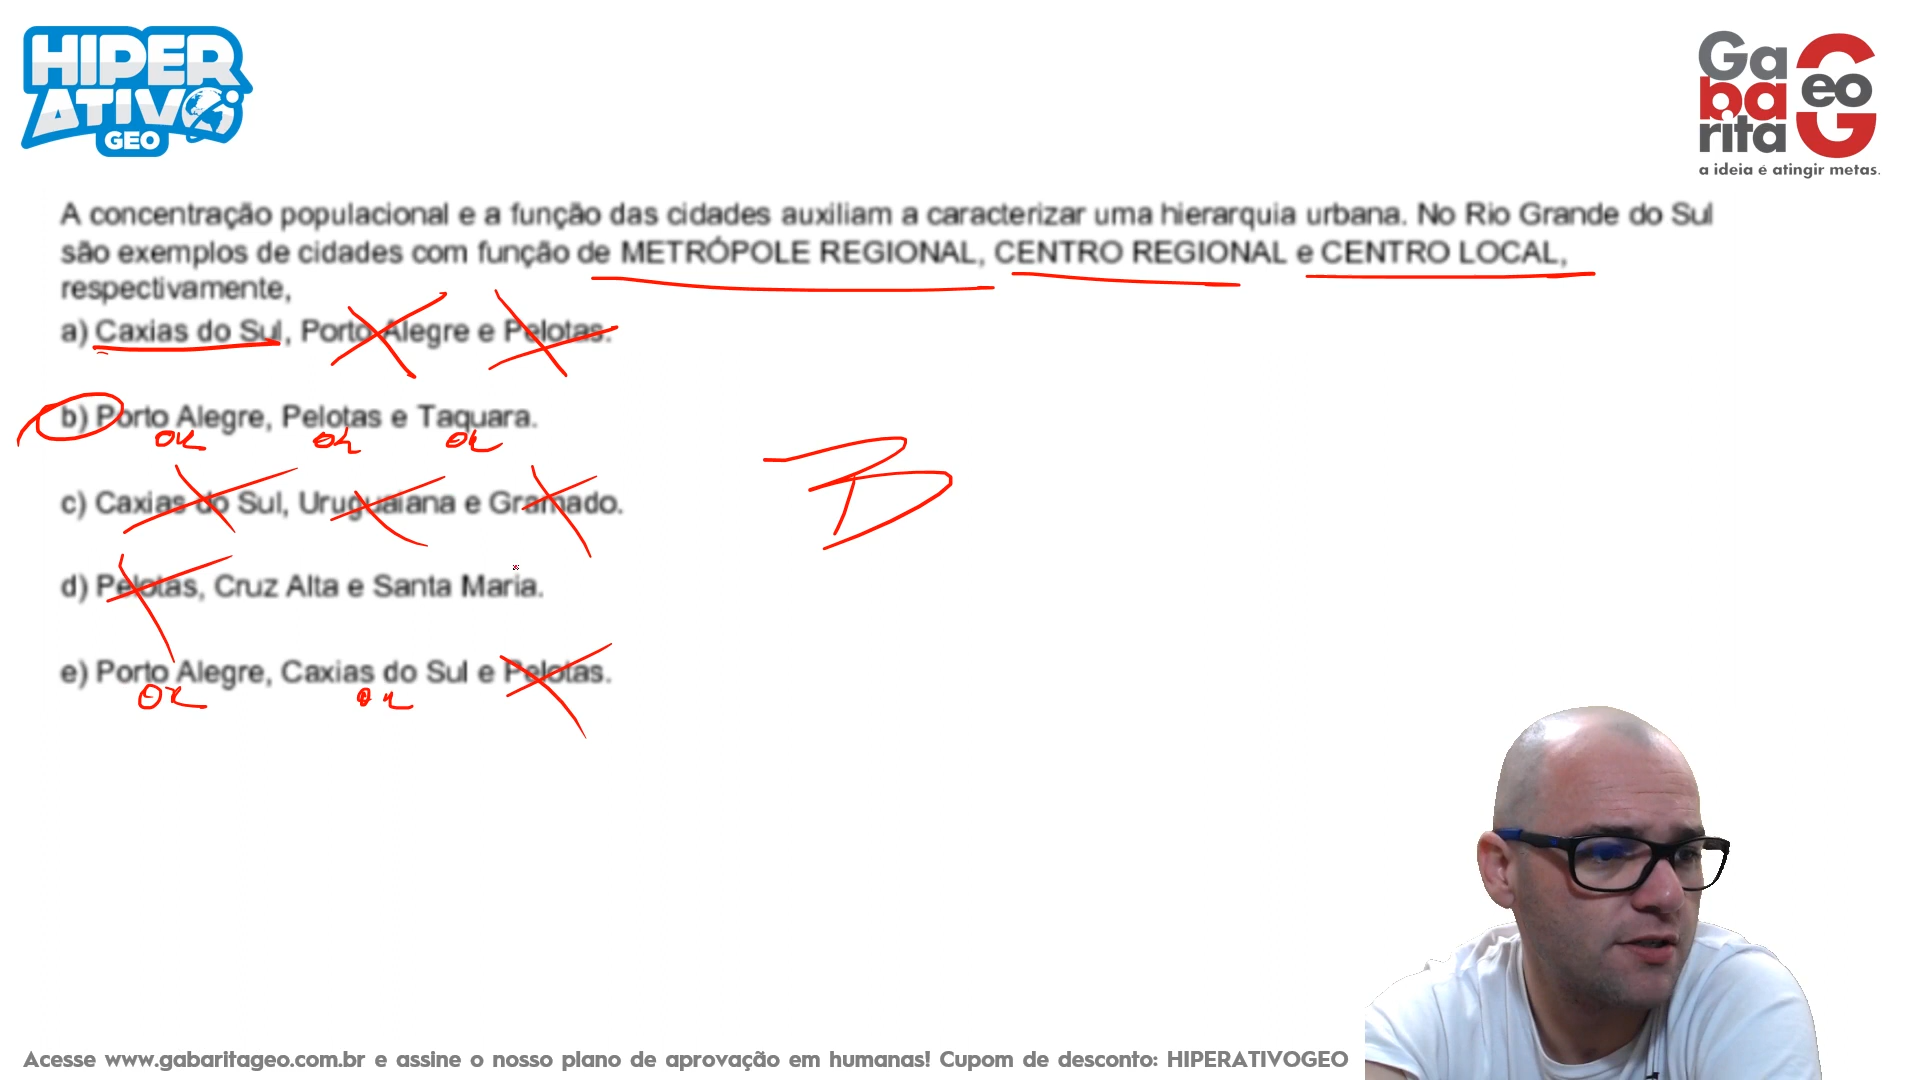 HIPER
ATIVO
GEO
Ga
ba
rita
Geo
a ideia é atingir metas.
A concentração populacional e a função das cidades auxiliam a caracterizar uma hierarquia urbana. No Rio Grande do Sul
são exemplos de cidades com função de METRÓPOLE REGIONAL, CENTRO REGIONAL e CENTRO LOCAL,
respectivamente,
a) Caxias do Sul, Porto Alegre e Pelotas.
b) Porto Alegre, Pelotas e Taquara.
ok ok ok
c) Caxias do Sul, Uruguaiana e Gramado.
B
d) Pelotas, Cruz Alta e Santa Maria.
e) Porto Alegre, Caxias do Sul e Pelotas.
ok ok
Acesse www.gabaritageo.com.br e assine o nosso plano de aprovação em humanas! Cupom de desconto: HIPERATIVOGEO